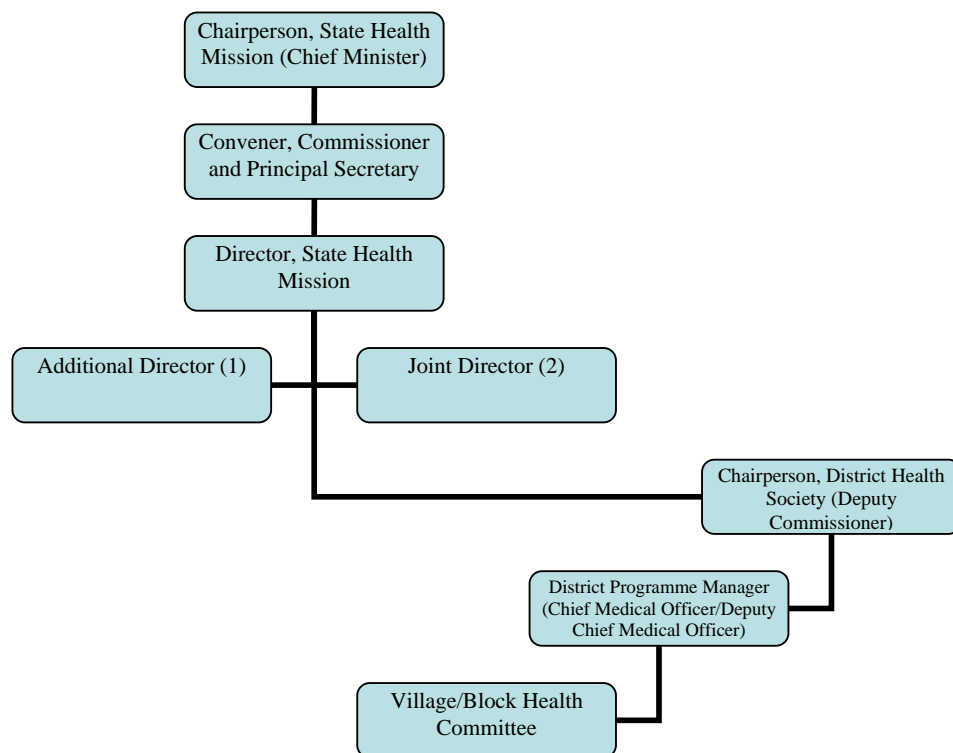 Chairperson, State Health
Mission (Chief Minister)
Convener, Commissioner
and Principal Secretary
Director, State Health
Mission
Additional Director (1)
Joint Director (2)
Chairperson, District Health
Society (Deputy
Commissioner)
District Programme Manager
(Chief Medical Officer/Deputy
Chief Medical Officer)
Village/Block Health
Committee